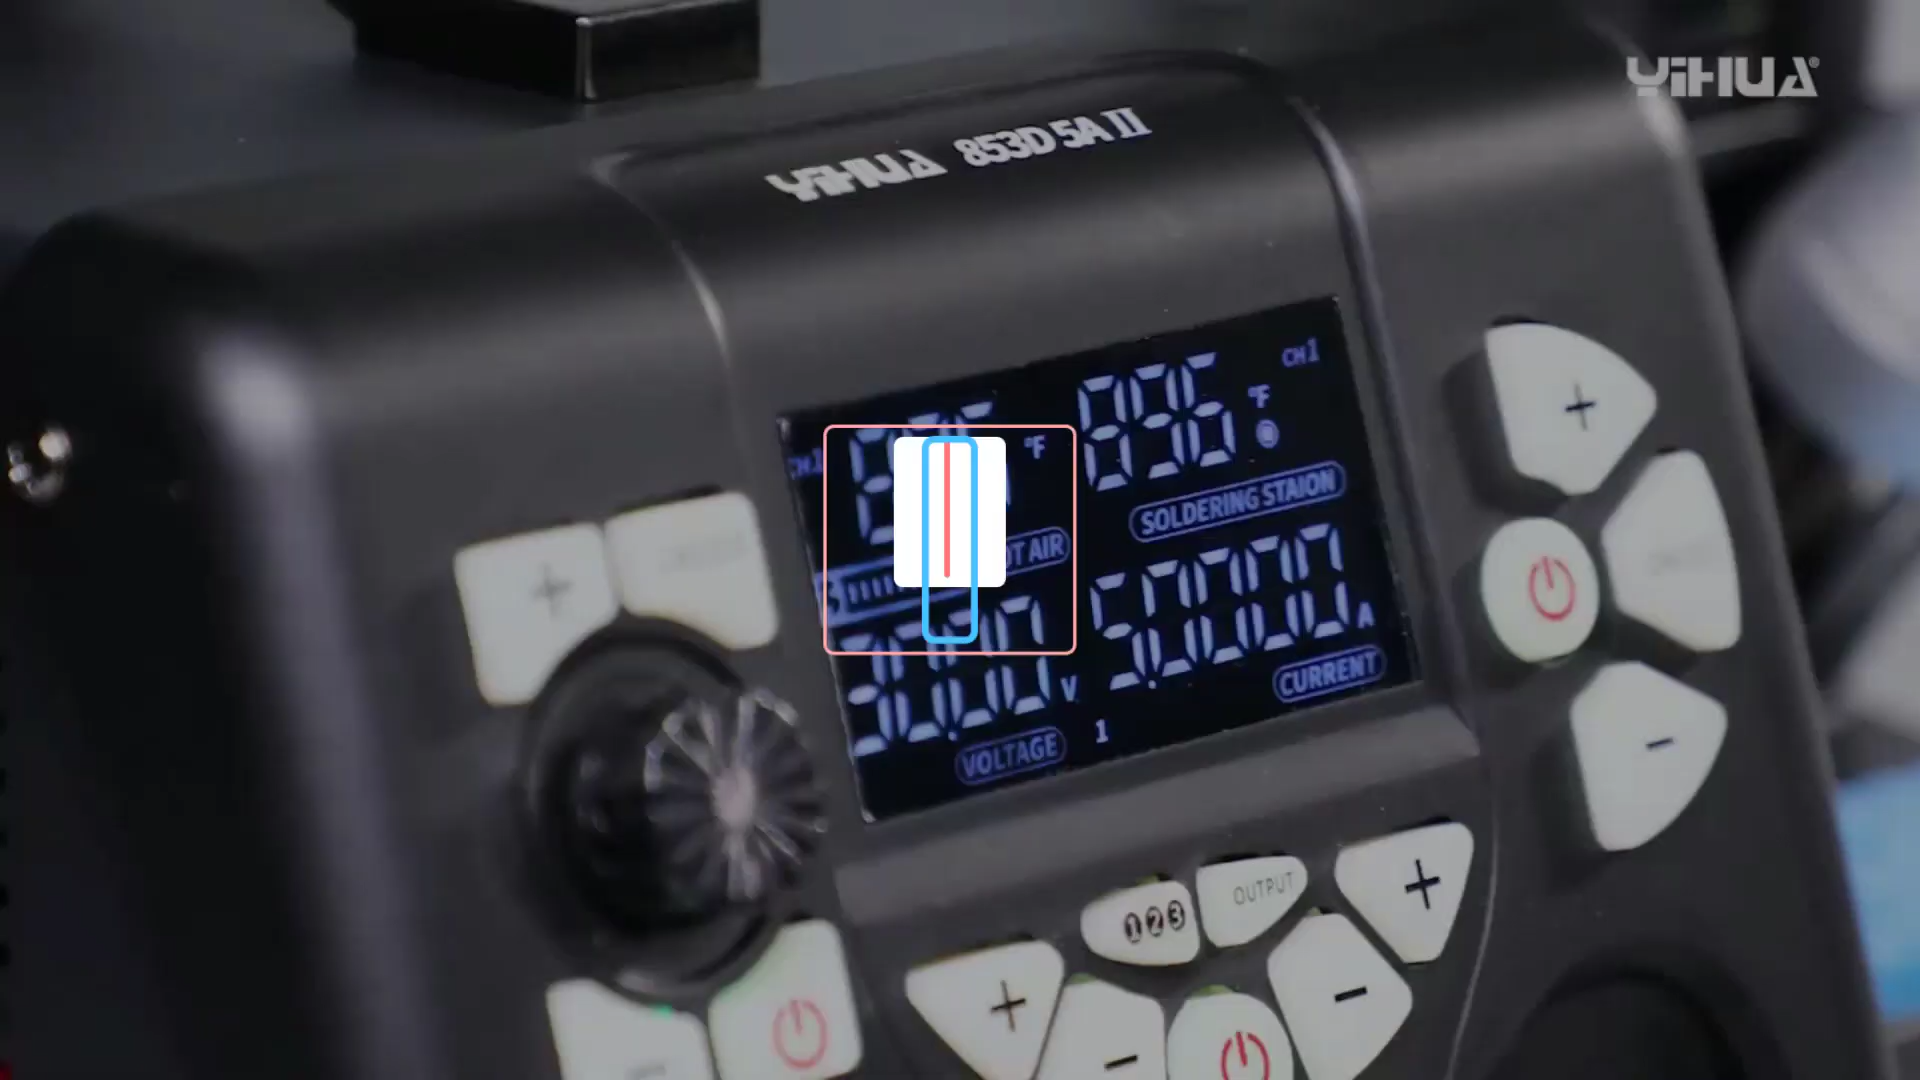 YiHUA
YiHUA 853D 5A II
CH1
896 °F
°F
SOLDERING STAION
OT AIR
30.00 V
5.000 A
CURRENT
VOLTAGE
1
+
+
-
123
OUTPUT
+
+
-
-